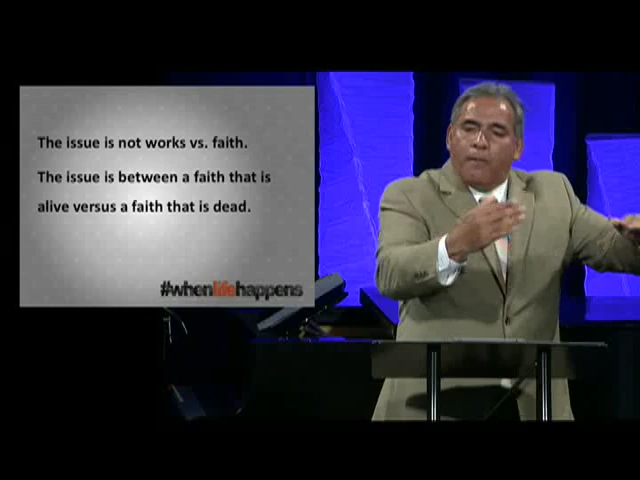 The issue is not works vs. faith.
The issue is between a faith that is
alive versus a faith that is dead.
#whenlifehappens